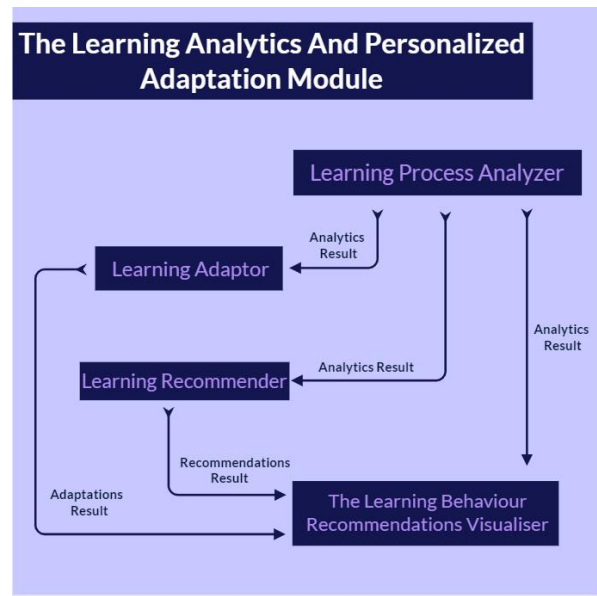 The Learning Analytics And Personalized
Adaptation Module
Learning Process Analyzer
Analytics
Result
Learning Adaptor
Analytics
Result
Analytics Result
Learning Recommender
Recommendations
Result
Adaptations
Result
The Learning Behaviour
Recommendations Visualiser